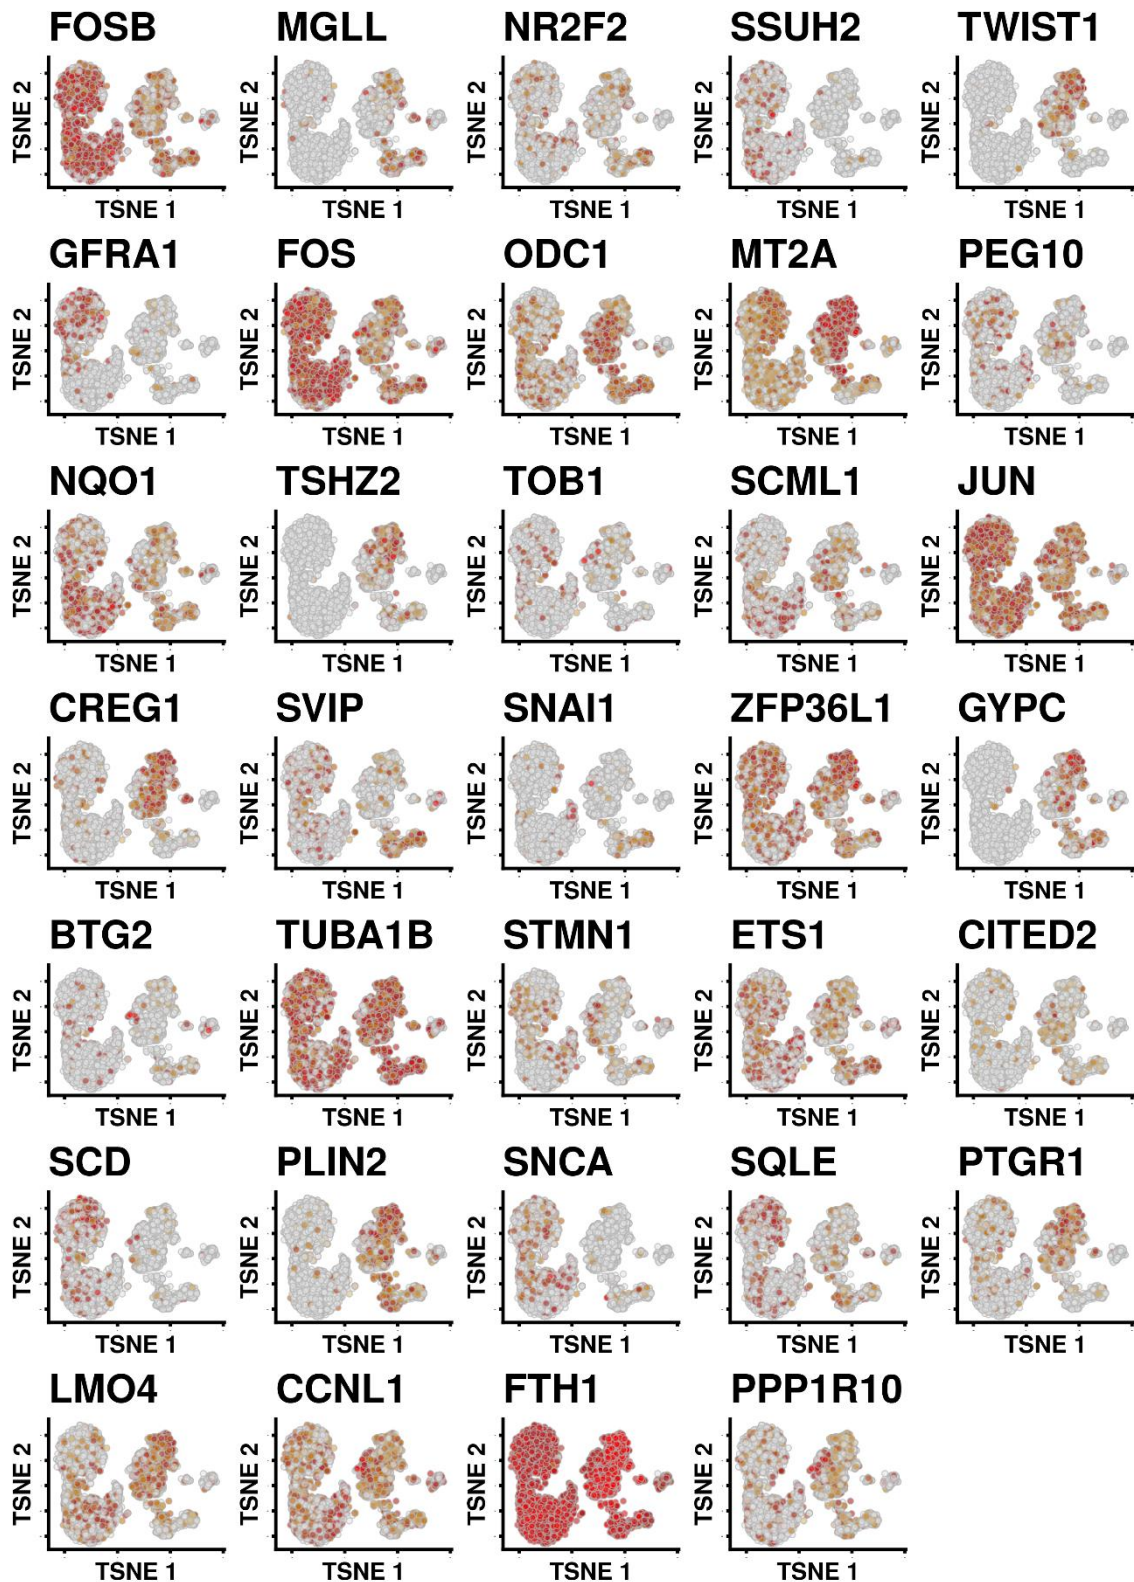 FOSB MGLL NR2F2 SSUH2 TWIST1
TSNE 2 TSNE 2 TSNE 2 TSNE 2 TSNE 2
TSNE 1 TSNE 1 TSNE 1 TSNE 1 TSNE 1
GFRA1 FOS ODC1 MT2A PEG10
TSNE 2 TSNE 2 TSNE 2 TSNE 2 TSNE 2
TSNE 1 TSNE 1 TSNE 1 TSNE 1 TSNE 1
NQO1 TSHZ2 TOB1 SCML1 JUN
TSNE 2 TSNE 2 TSNE 2 TSNE 2 TSNE 2
TSNE 1 TSNE 1 TSNE 1 TSNE 1 TSNE 1
CREG1 SVIP SNAI1 ZFP36L1 GYPC
TSNE 2 TSNE 2 TSNE 2 TSNE 2 TSNE 2
TSNE 1 TSNE 1 TSNE 1 TSNE 1 TSNE 1
BTG2 TUBA1B STMN1 ETS1 CITED2
TSNE 2 TSNE 2 TSNE 2 TSNE 2 TSNE 2
TSNE 1 TSNE 1 TSNE 1 TSNE 1 TSNE 1
SCD PLIN2 SNCA SQLE PTGR1
TSNE 2 TSNE 2 TSNE 2 TSNE 2 TSNE 2
TSNE 1 TSNE 1 TSNE 1 TSNE 1 TSNE 1
LMO4 CCNL1 FTH1 PPP1R10
TSNE 2 TSNE 2 TSNE 2 TSNE 2
TSNE 1 TSNE 1 TSNE 1 TSNE 1